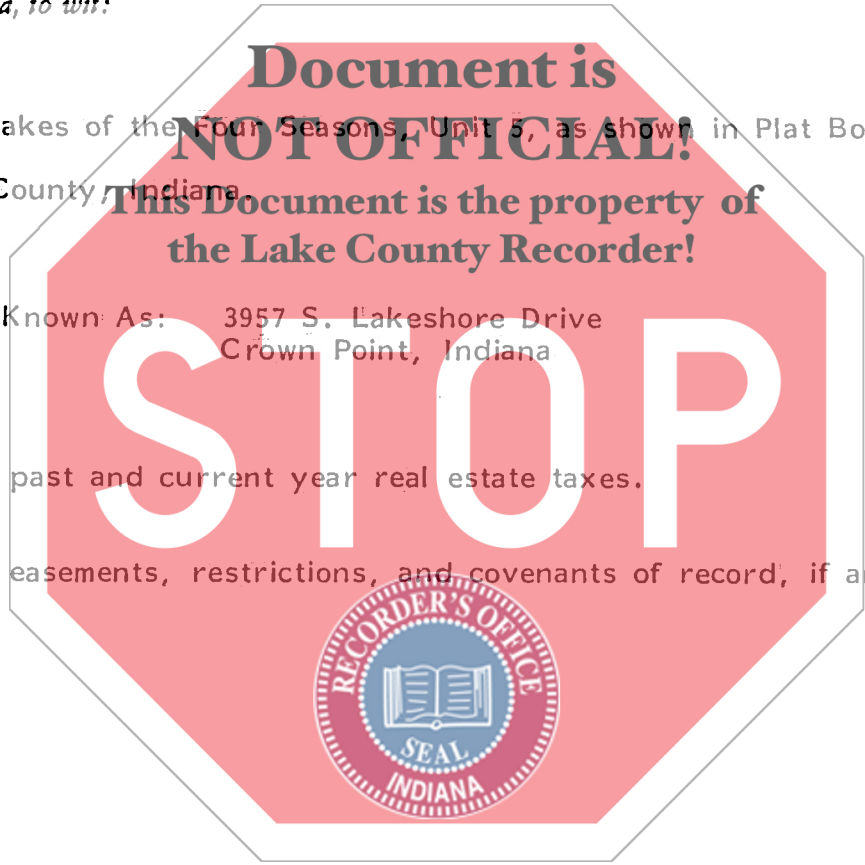 a, to wit:
Document is
akes of the Four Seasons, Unit 5, as shown in Plat Bo
NOT OFFICIAL!
County, Indiana.
This Document is the property of
the Lake County Recorder!
Known As: 3957 S. Lakeshore Drive
Crown Point, Indiana
STOP
past and current year real estate taxes.
easements, restrictions, and covenants of record, if a
RECORDER'S OFFICE
SEAL
INDIANA